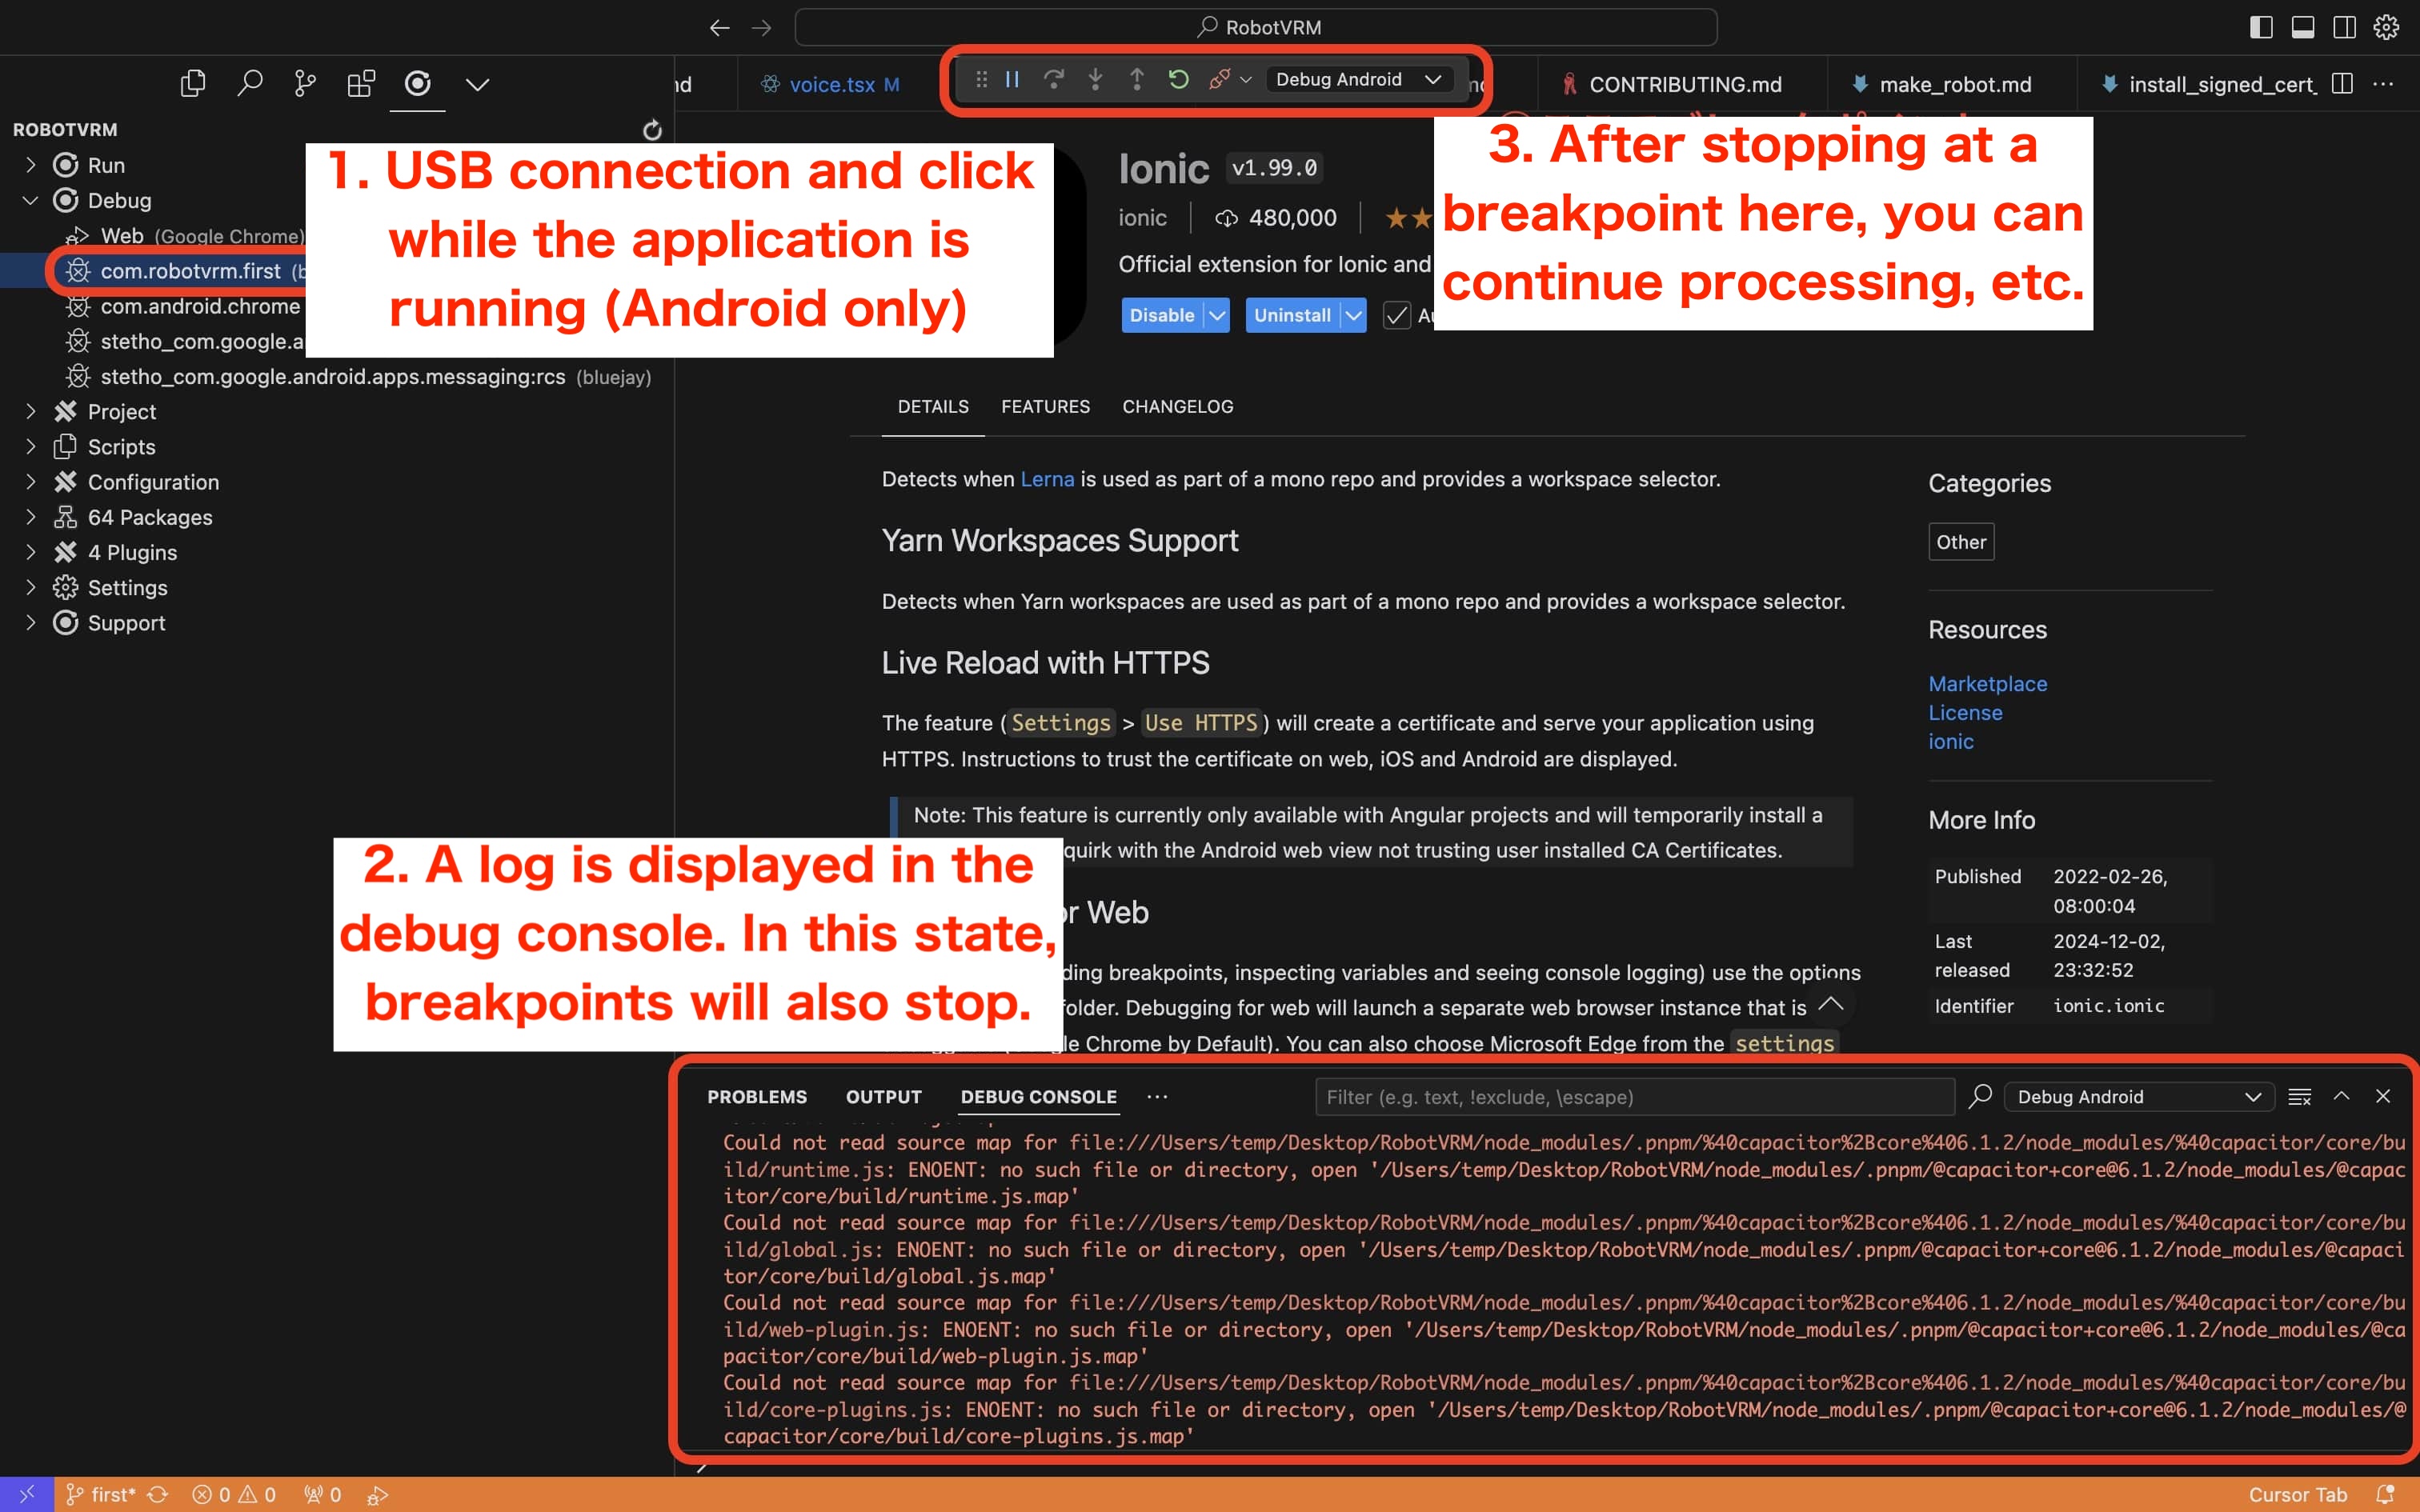 RobotVRM
voice.tsx M
Debug Android
CONTRIBUTING.md
make_robot.md
install_signed_cert_
ROBOTVRM
Run
Debug
Web (Google Chrome)
com.robotvrm.first
com.android.chrome
stetho_com.google.a
stetho_com.google.android.apps.messaging:rcs (bluejay)
Project
Scripts
Configuration
64 Packages
4 Plugins
Settings
Support
1. USB connection and click
while the application is
running (Android only)
Ionic v1.99.0
ionic 480,000
Official extension for Ionic and
Disable
Uninstall
3. After stopping at a
breakpoint here, you can
continue processing, etc.
DETAILS FEATURES CHANGELOG
Detects when Lerna is used as part of a mono repo and provides a workspace selector.
Yarn Workspaces Support
Detects when Yarn workspaces are used as part of a mono repo and provides a workspace selector.
Live Reload with HTTPS
The feature (Settings > Use HTTPS) will create a certificate and serve your application using
HTTPS. Instructions to trust the certificate on web, iOS and Android are displayed.
Note: This feature is currently only available with Angular projects and will temporarily install a
quirk with the Android web view not trusting user installed CA Certificates.
or Web
ding breakpoints, inspecting variables and seeing console logging) use the options
folder. Debugging for web will launch a separate web browser instance that is
le Chrome by Default). You can also choose Microsoft Edge from the settings
2. A log is displayed in the
debug console. In this state,
breakpoints will also stop.
Categories
Other
Resources
Marketplace
License
ionic
More Info
Published 2022-02-26,
08:00:04
Last 2024-12-02,
released 23:32:52
Identifier ionic.ionic
PROBLEMS OUTPUT DEBUG CONSOLE
Filter (e.g. text, !exclude, \escape)
Debug Android
Could not read source map for file:///Users/temp/Desktop/RobotVRM/node_modules/.pnpm/%40capacitor%2Bcore%406.1.2/node_modules/%40capacitor/core/bu
ild/runtime.js: ENOENT: no such file or directory, open '/Users/temp/Desktop/RobotVRM/node_modules/.pnpm/@capacitor+core@6.1.2/node_modules/@capac
itor/core/build/runtime.js.map'
Could not read source map for file:///Users/temp/Desktop/RobotVRM/node_modules/.pnpm/%40capacitor%2Bcore%406.1.2/node_modules/%40capacitor/core/bu
ild/global.js: ENOENT: no such file or directory, open '/Users/temp/Desktop/RobotVRM/node_modules/.pnpm/@capacitor+core@6.1.2/node_modules/@capaci
tor/core/build/global.js.map'
Could not read source map for file:///Users/temp/Desktop/RobotVRM/node_modules/.pnpm/%40capacitor%2Bcore%406.1.2/node_modules/%40capacitor/core/bu
ild/web-plugin.js: ENOENT: no such file or directory, open '/Users/temp/Desktop/RobotVRM/node_modules/.pnpm/@capacitor+core@6.1.2/node_modules/@ca
pacitor/core/build/web-plugin.js.map'
Could not read source map for file:///Users/temp/Desktop/RobotVRM/node_modules/.pnpm/%40capacitor%2Bcore%406.1.2/node_modules/%40capacitor/core/bu
ild/core-plugins.js: ENOENT: no such file or directory, open '/Users/temp/Desktop/RobotVRM/node_modules/.pnpm/@capacitor+core@6.1.2/node_modules/@
capacitor/core/build/core-plugins.js.map'
first* 0 0 0
Cursor Tab